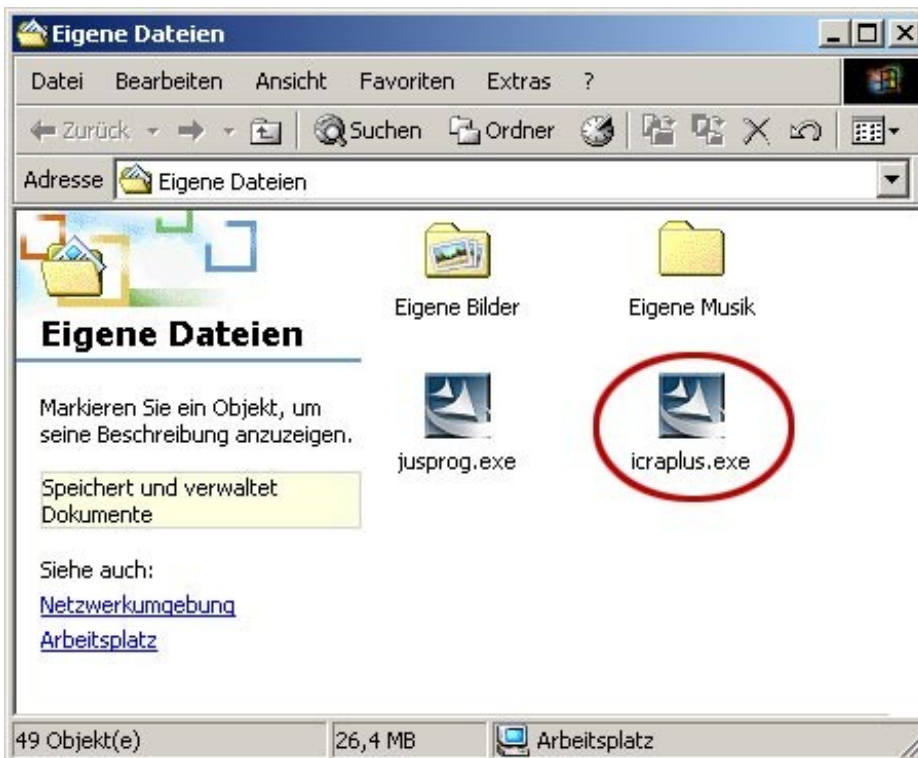 Eigene Dateien
Datei Bearbeiten Ansicht Favoriten Extras ?
Zurück Suchen Ordner
Adresse Eigene Dateien
Eigene Dateien
Markieren Sie ein Objekt, um
seine Beschreibung anzuzeigen.
Speichert und verwaltet
Dokumente
Siehe auch:
Netzwerkumgebung
Arbeitsplatz
Eigene Bilder
Eigene Musik
jusprog.exe
icraplus.exe
49 Objekt(e) 26,4 MB Arbeitsplatz